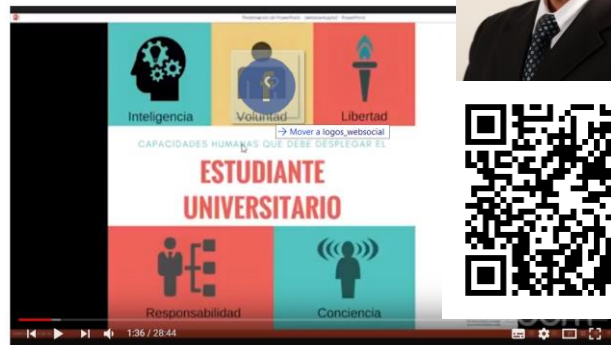 Inteligencia Voluntad Libertad
→ Mover a logos_websocial
CAPACIDADES HUMANAS QUE DEBE DESPLEGAR EL
ESTUDIANTE
UNIVERSITARIO
Responsabilidad Conciencia
1:36 / 28:44